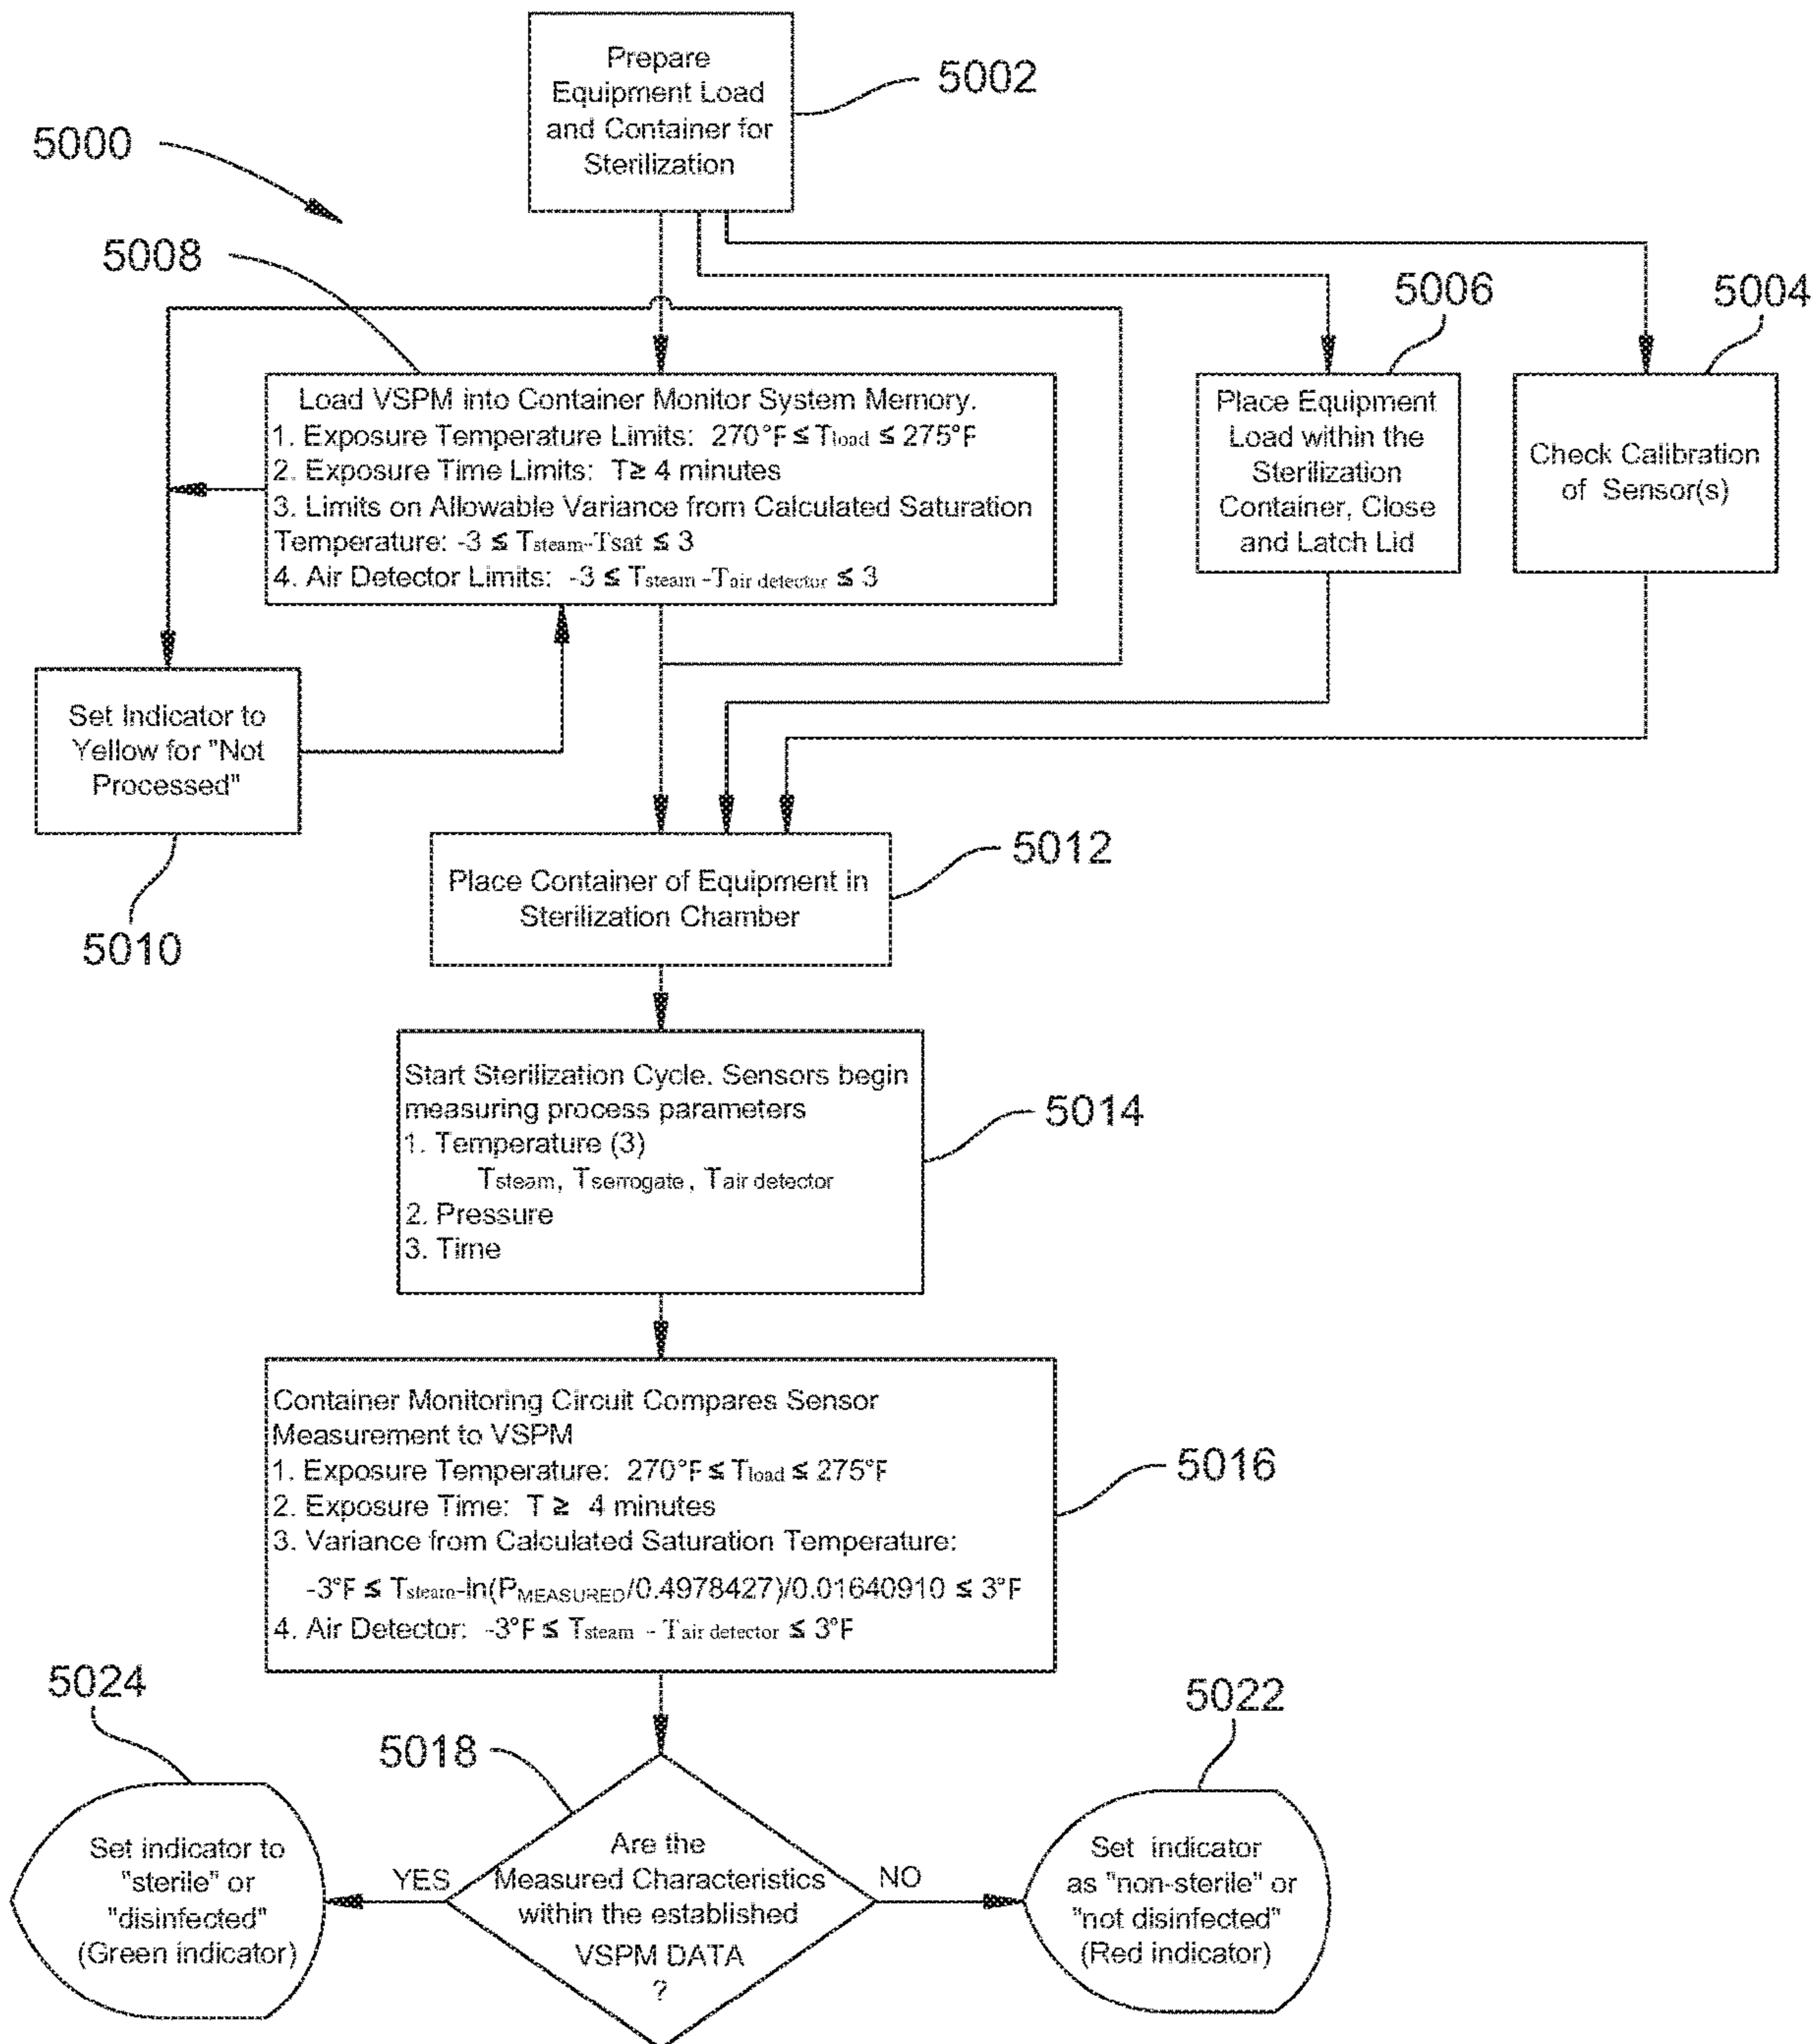 Prepare
Equipment Load
and Container for
Sterilization
5002
5000
5008
5006
5004
Load VSPM into Container Monitor System Memory.
1. Exposure Temperature Limits: 270°F ≤ Tload ≤ 275°F
2. Exposure Time Limits: T≥ 4 minutes
3. Limits on Allowable Variance from Calculated Saturation
Temperature: -3 ≤ Tsteam-Tsat ≤ 3
4. Air Detector Limits: -3 ≤ Tsteam -Tair detector ≤ 3
Place Equipment
Load within the
Sterilization
Container, Close
and Latch Lid
Check Calibration
of Sensor(s)
Set Indicator to
Yellow for "Not
Processed"
5010
Place Container of Equipment in
Sterilization Chamber
5012
Start Sterilization Cycle. Sensors begin
measuring process parameters
1. Temperature (3)
Tsteam, Tserrogate, Tair detector
2. Pressure
3. Time
5014
Container Monitoring Circuit Compares Sensor
Measurement to VSPM
1. Exposure Temperature: 270°F ≤ Tload ≤ 275°F
2. Exposure Time: T ≥ 4 minutes
3. Variance from Calculated Saturation Temperature:
-3°F ≤ Tsteam-ln(PMEASURED/0.4978427)/0.01640910 ≤ 3°F
4. Air Detector: -3°F ≤ Tsteam - Tair detector ≤ 3°F
5016
5024
5018
5022
Set indicator to
"sterile" or
"disinfected"
(Green indicator)
YES
Are the
Measured Characteristics
within the established
VSPM DATA
?
NO
Set indicator
as "non-sterile" or
"not disinfected"
(Red indicator)